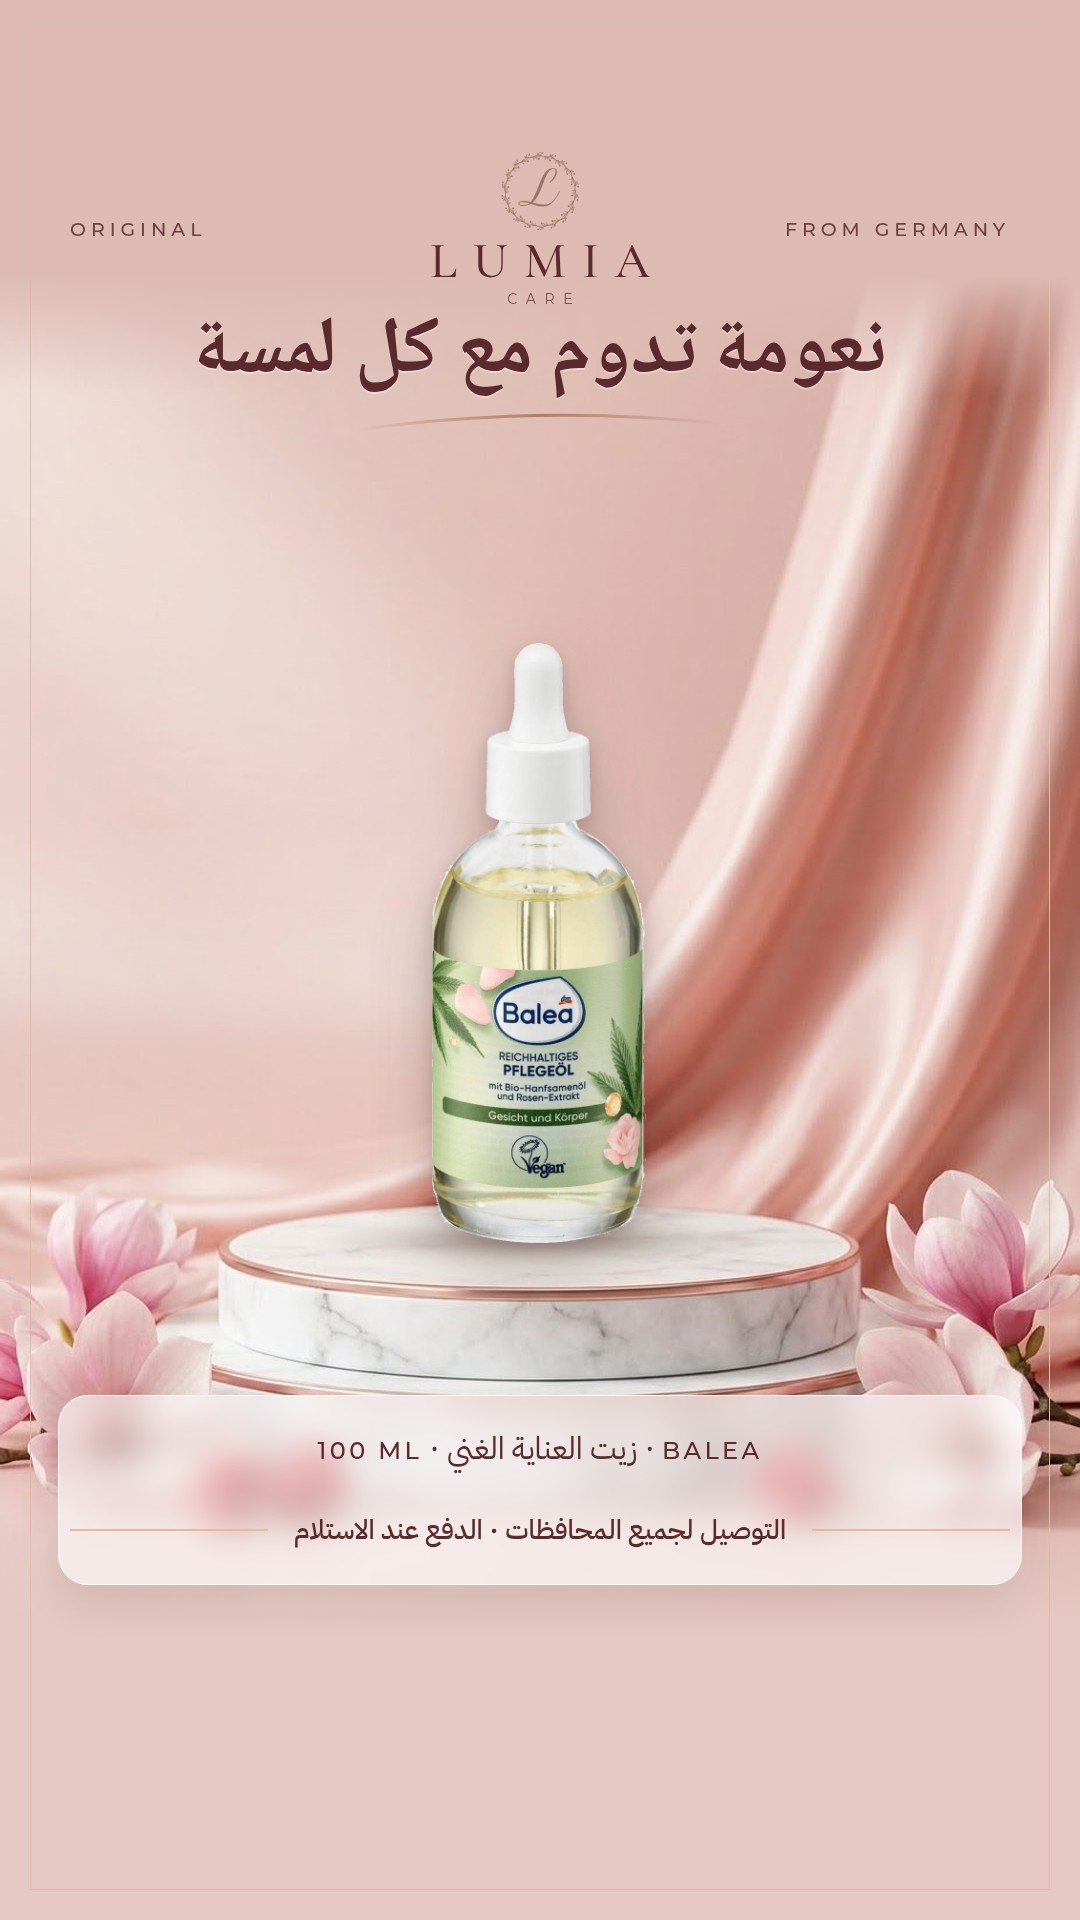 L
ORIGINAL
FROM GERMANY
LUMIA
CARE
نعومة تدوم مع كل لمسة
dm
Balea
REICHHALTIGES
PFLEGEÖL
mit Bio-Hanfsamenöl
und Rosen-Extrakt
Gesicht und Körper
Vegan
BALEA · زيت العناية الغني · 100 ML
التوصيل لجميع المحافظات · الدفع عند الاستلام